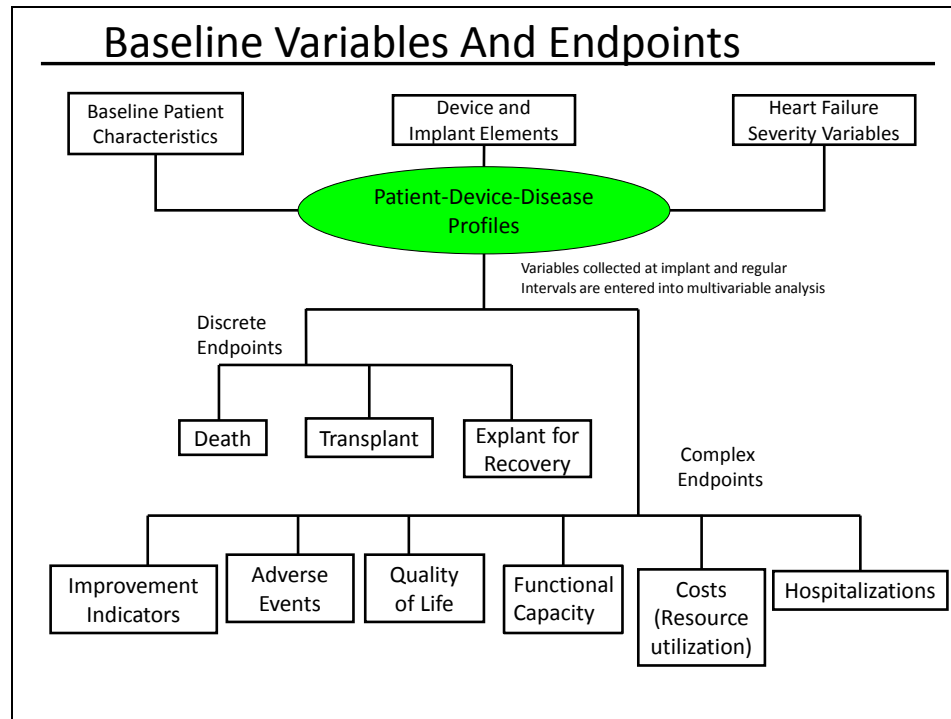 Baseline Variables And Endpoints
Baseline Patient
Characteristics
Device and
Implant Elements
Heart Failure
Severity Variables
Patient-Device-Disease
Profiles
Variables collected at implant and regular
Intervals are entered into multivariable analysis
Discrete
Endpoints
Death
Transplant
Explant for
Recovery
Complex
Endpoints
Improvement
Indicators
Adverse
Events
Quality
of Life
Functional
Capacity
Costs
(Resource
utilization)
Hospitalizations